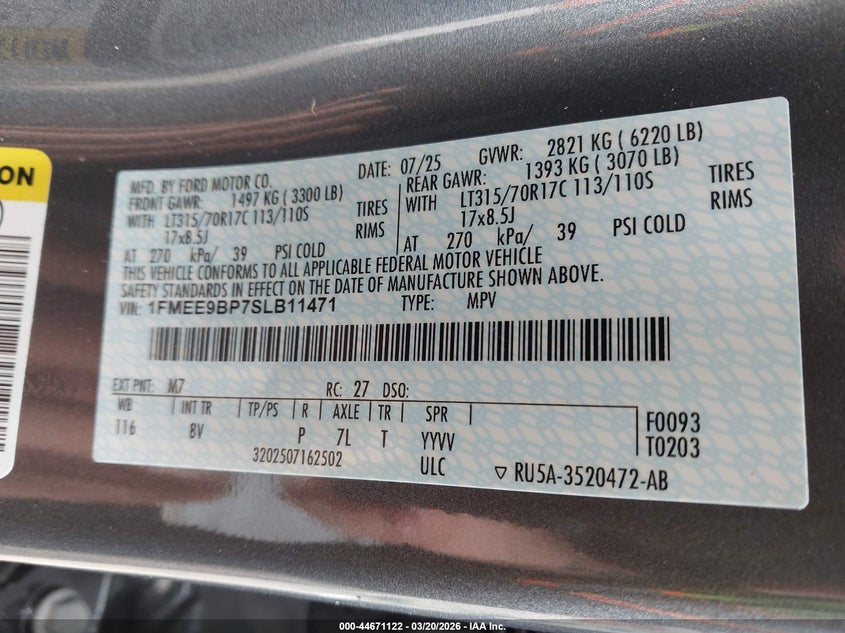 ION
MFD. BY FORD MOTOR CO.
DATE: 07/25 GVWR: 2821 KG ( 6220 LB)
FRONT GAWR: 1497 KG ( 3300 LB)
WITH LT315/70R17C 113/110S TIRES
17x8.5J RIMS
AT 270 kPa/ 39 PSI COLD
REAR GAWR: 1393 KG ( 3070 LB)
WITH LT315/70R17C 113/110S TIRES
17x8.5J RIMS
AT 270 kPa/ 39 PSI COLD
THIS VEHICLE CONFORMS TO ALL APPLICABLE FEDERAL MOTOR VEHICLE
SAFETY STANDARDS IN EFFECT ON THE DATE OF MANUFACTURE SHOWN ABOVE.
VIN: 1FMEE9BP7SLB11471 TYPE: MPV
EXT PNT: M7 RC: 27 DSO:
WB INT TR TP/PS R AXLE TR SPR
116 8V P 7L T YYVV
3202507162502 ULC
F0093
T0203
RU5A-3520472-AB
000-44671122 - 03/20/2026 - IAA Inc.